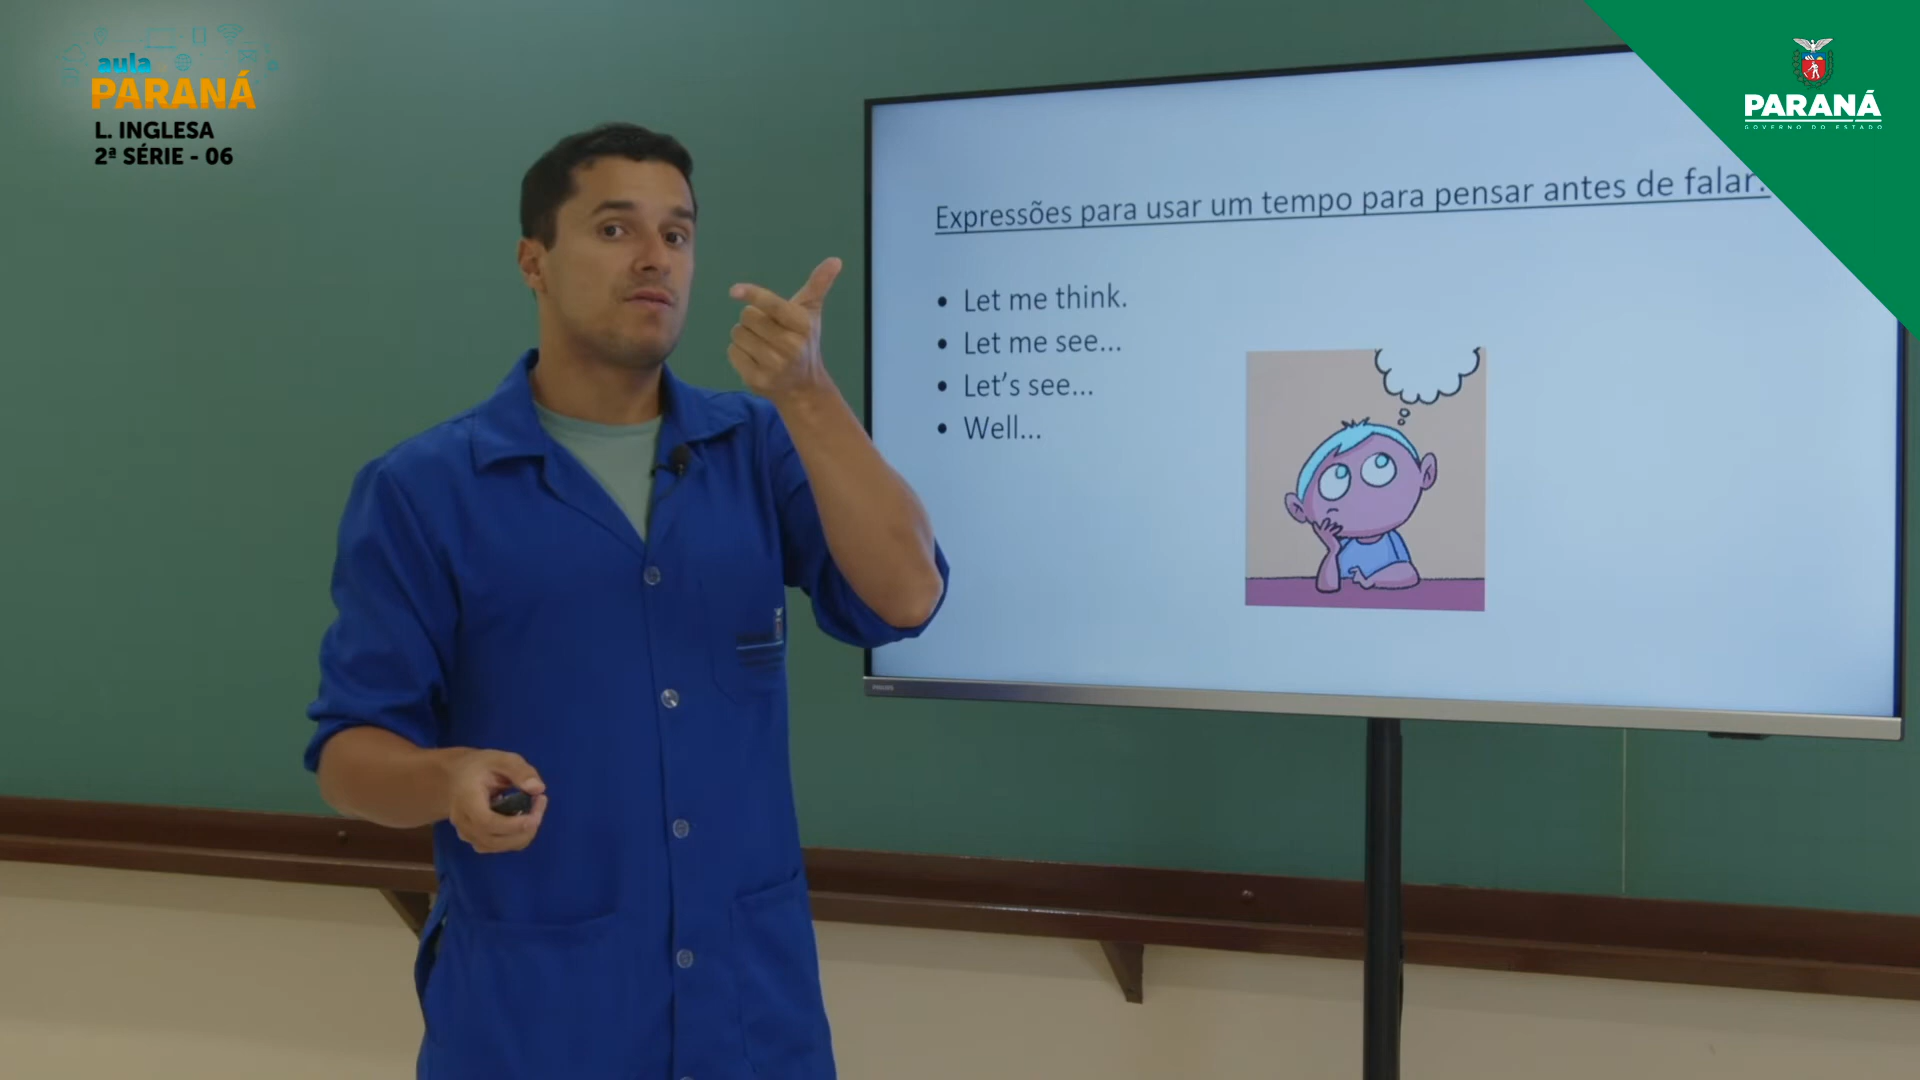 aula
PARANÁ
L. INGLESA
2ª SÉRIE - 06
PARANÁ
GOVERNO DO ESTADO
Expressões para usar um tempo para pensar antes de falar.
• Let me think.
• Let me see...
• Let's see...
• Well...
PHILIPS